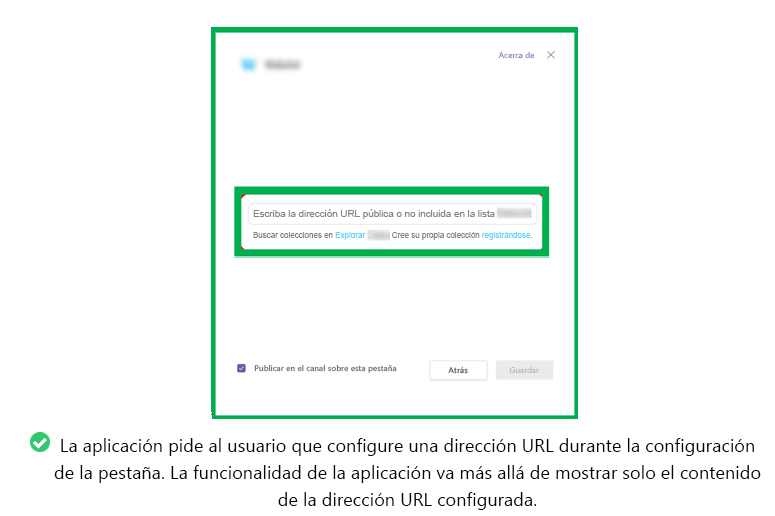 Acerca de
Escriba la dirección URL pública o no incluida en la lista
Buscar colecciones en Explorar Cree su propia colección registrándose.
Publicar en el canal sobre esta pestaña
Atrás
Guardar
La aplicación pide al usuario que configure una dirección URL durante la configuración
de la pestaña. La funcionalidad de la aplicación va más allá de mostrar solo el contenido
de la dirección URL configurada.